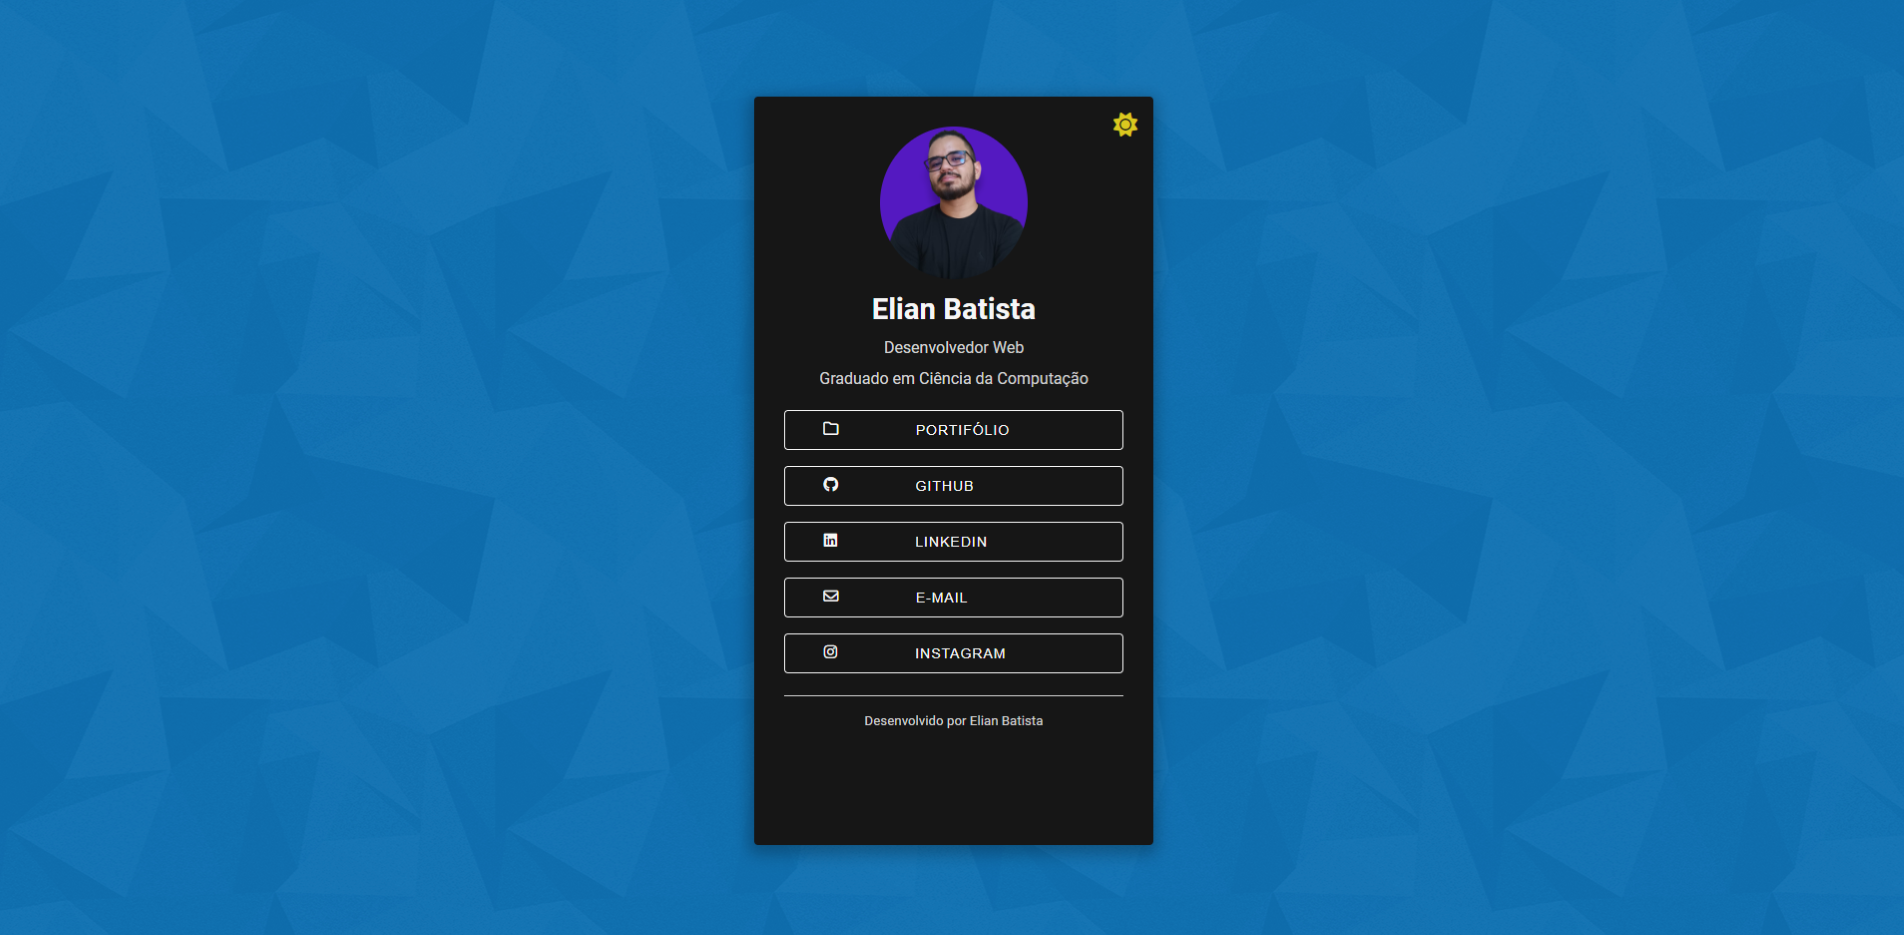 Elian Batista
Desenvolvedor Web
Graduado em Ciência da Computação
PORTIFÓLIO
GITHUB
LINKEDIN
E-MAIL
INSTAGRAM
Desenvolvido por Elian Batista